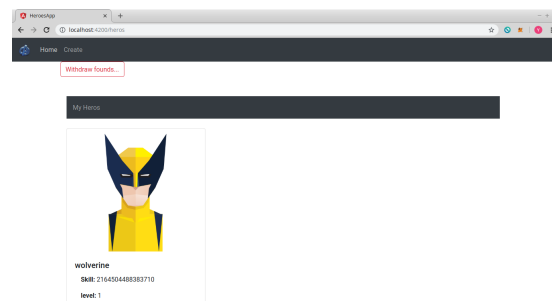 HeroesApp
localhost:4200/heros
Home Create
Withdraw founds...
My Heros
wolverine
Skill: 2164504488383710
level: 1